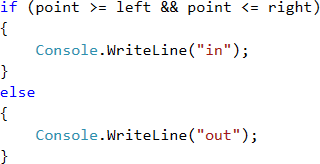 if (point >= left && point <= right)
{
    Console.WriteLine("in");
}
else
{
    Console.WriteLine("out");
}